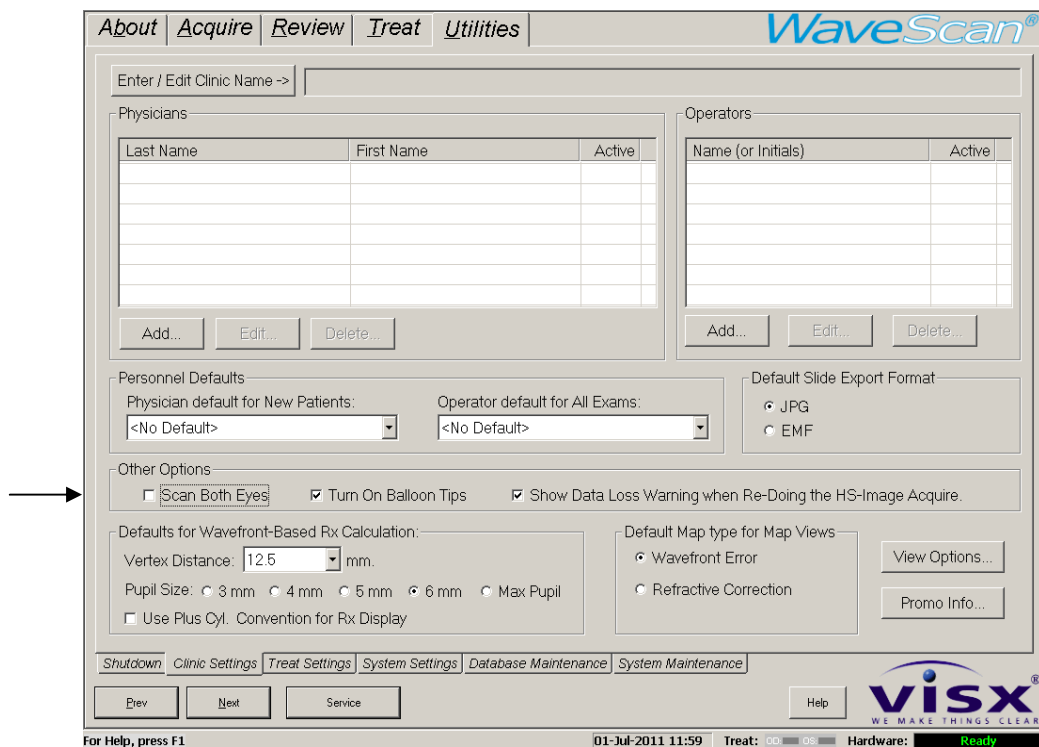 About Acquire Review Treat Utilities WaveScan®
Enter / Edit Clinic Name ->
Physicians Operators
Last Name First Name Active Name (or Initials) Active
Add... Edit... Delete... Add... Edit... Delete...
Personnel Defaults Default Slide Export Format
Physician default for New Patients: Operator default for All Exams: JPG
<No Default> <No Default> EMF
Other Options
Scan Both Eyes Turn On Balloon Tips Show Data Loss Warning when Re-Doing the HS-Image Acquire.
Defaults for Wavefront-Based Rx Calculation: Default Map type for Map Views
Vertex Distance: 12.5 mm. Wavefront Error View Options...
Pupil Size: 3 mm 4 mm 5 mm 6 mm Max Pupil Refractive Correction Promo Info...
Use Plus Cyl. Convention for Rx Display
Shutdown Clinic Settings Treat Settings System Settings Database Maintenance System Maintenance
Prev Next Service Help VISX®
WE MAKE THINGS CLEAR
For Help, press F1 01-Jul-2011 11:59 Treat: OD: OS: Hardware: Ready